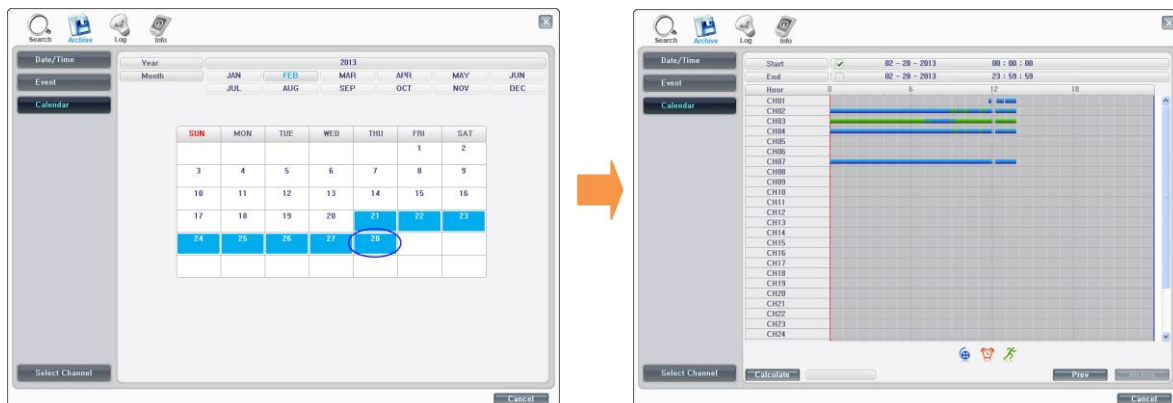 Search Archive Log Info
Date/Time
Event
Calendar
Year 2013
Month JAN FEB MAR APR MAY JUN
JUL AUG SEP OCT NOV DEC
SUN MON TUE WED THU FRI SAT
1 2
3 4 5 6 7 8 9
10 11 12 13 14 15 16
17 18 19 20 21 22 23
24 25 26 27 28
Select Channel
Cancel
Search Archive Log Info
Date/Time
Event
Calendar
Start 02 - 28 - 2013 00 : 00 : 00
End 02 - 28 - 2013 23 : 59 : 59
Hour 0 6 12 18
CH01
CH02
CH03
CH04
CH05
CH06
CH07
CH08
CH09
CH10
CH11
CH12
CH13
CH14
CH15
CH16
CH17
CH18
CH19
CH20
CH21
CH22
CH23
CH24
Select Channel
Calculate Prev Archive
Cancel